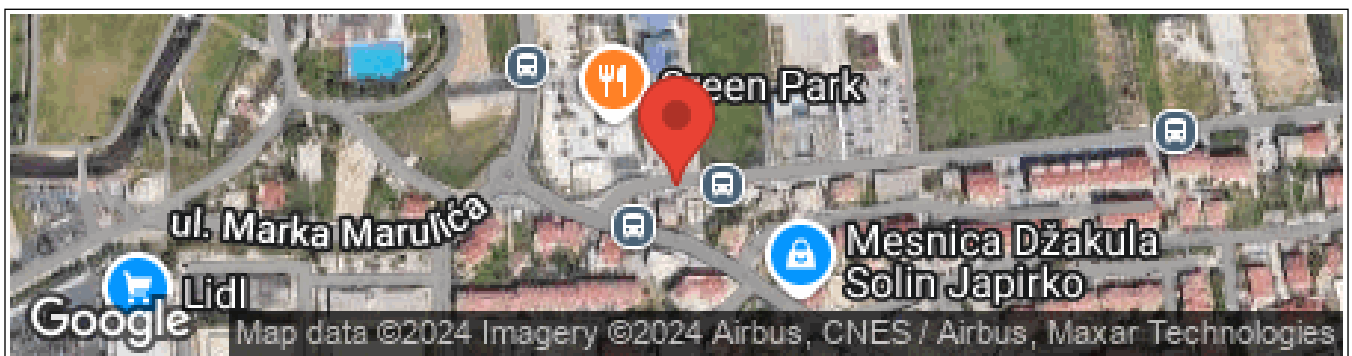 Green Park
ul. Marka Marulića
Mesnica Džakula
Solin Japirko
Lidl
Google
Map data ©2024 Imagery ©2024 Airbus, CNES / Airbus, Maxar Technologies